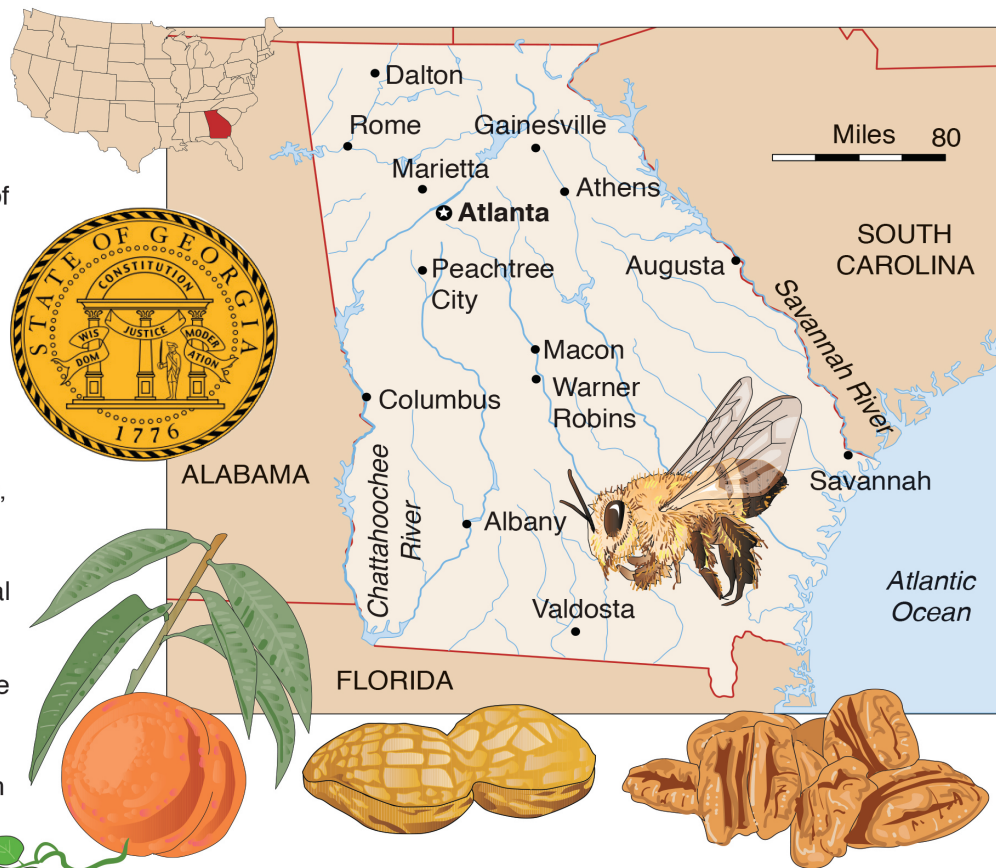 Dalton
Rome
Gainesville
Miles 80
of
Marietta
Athens
Atlanta
STATE OF GEORGIA
CONSTITUTION
WIS
DOM
JUSTICE
MODER
ATION
1776
SOUTH
CAROLINA
Augusta
Peachtree
City
Savannah River
Macon
Warner
Robins
Columbus
ALABAMA
Chattahoochee
River
Savannah
,
Albany
al
Atlantic
Ocean
Valdosta
e
FLORIDA
n